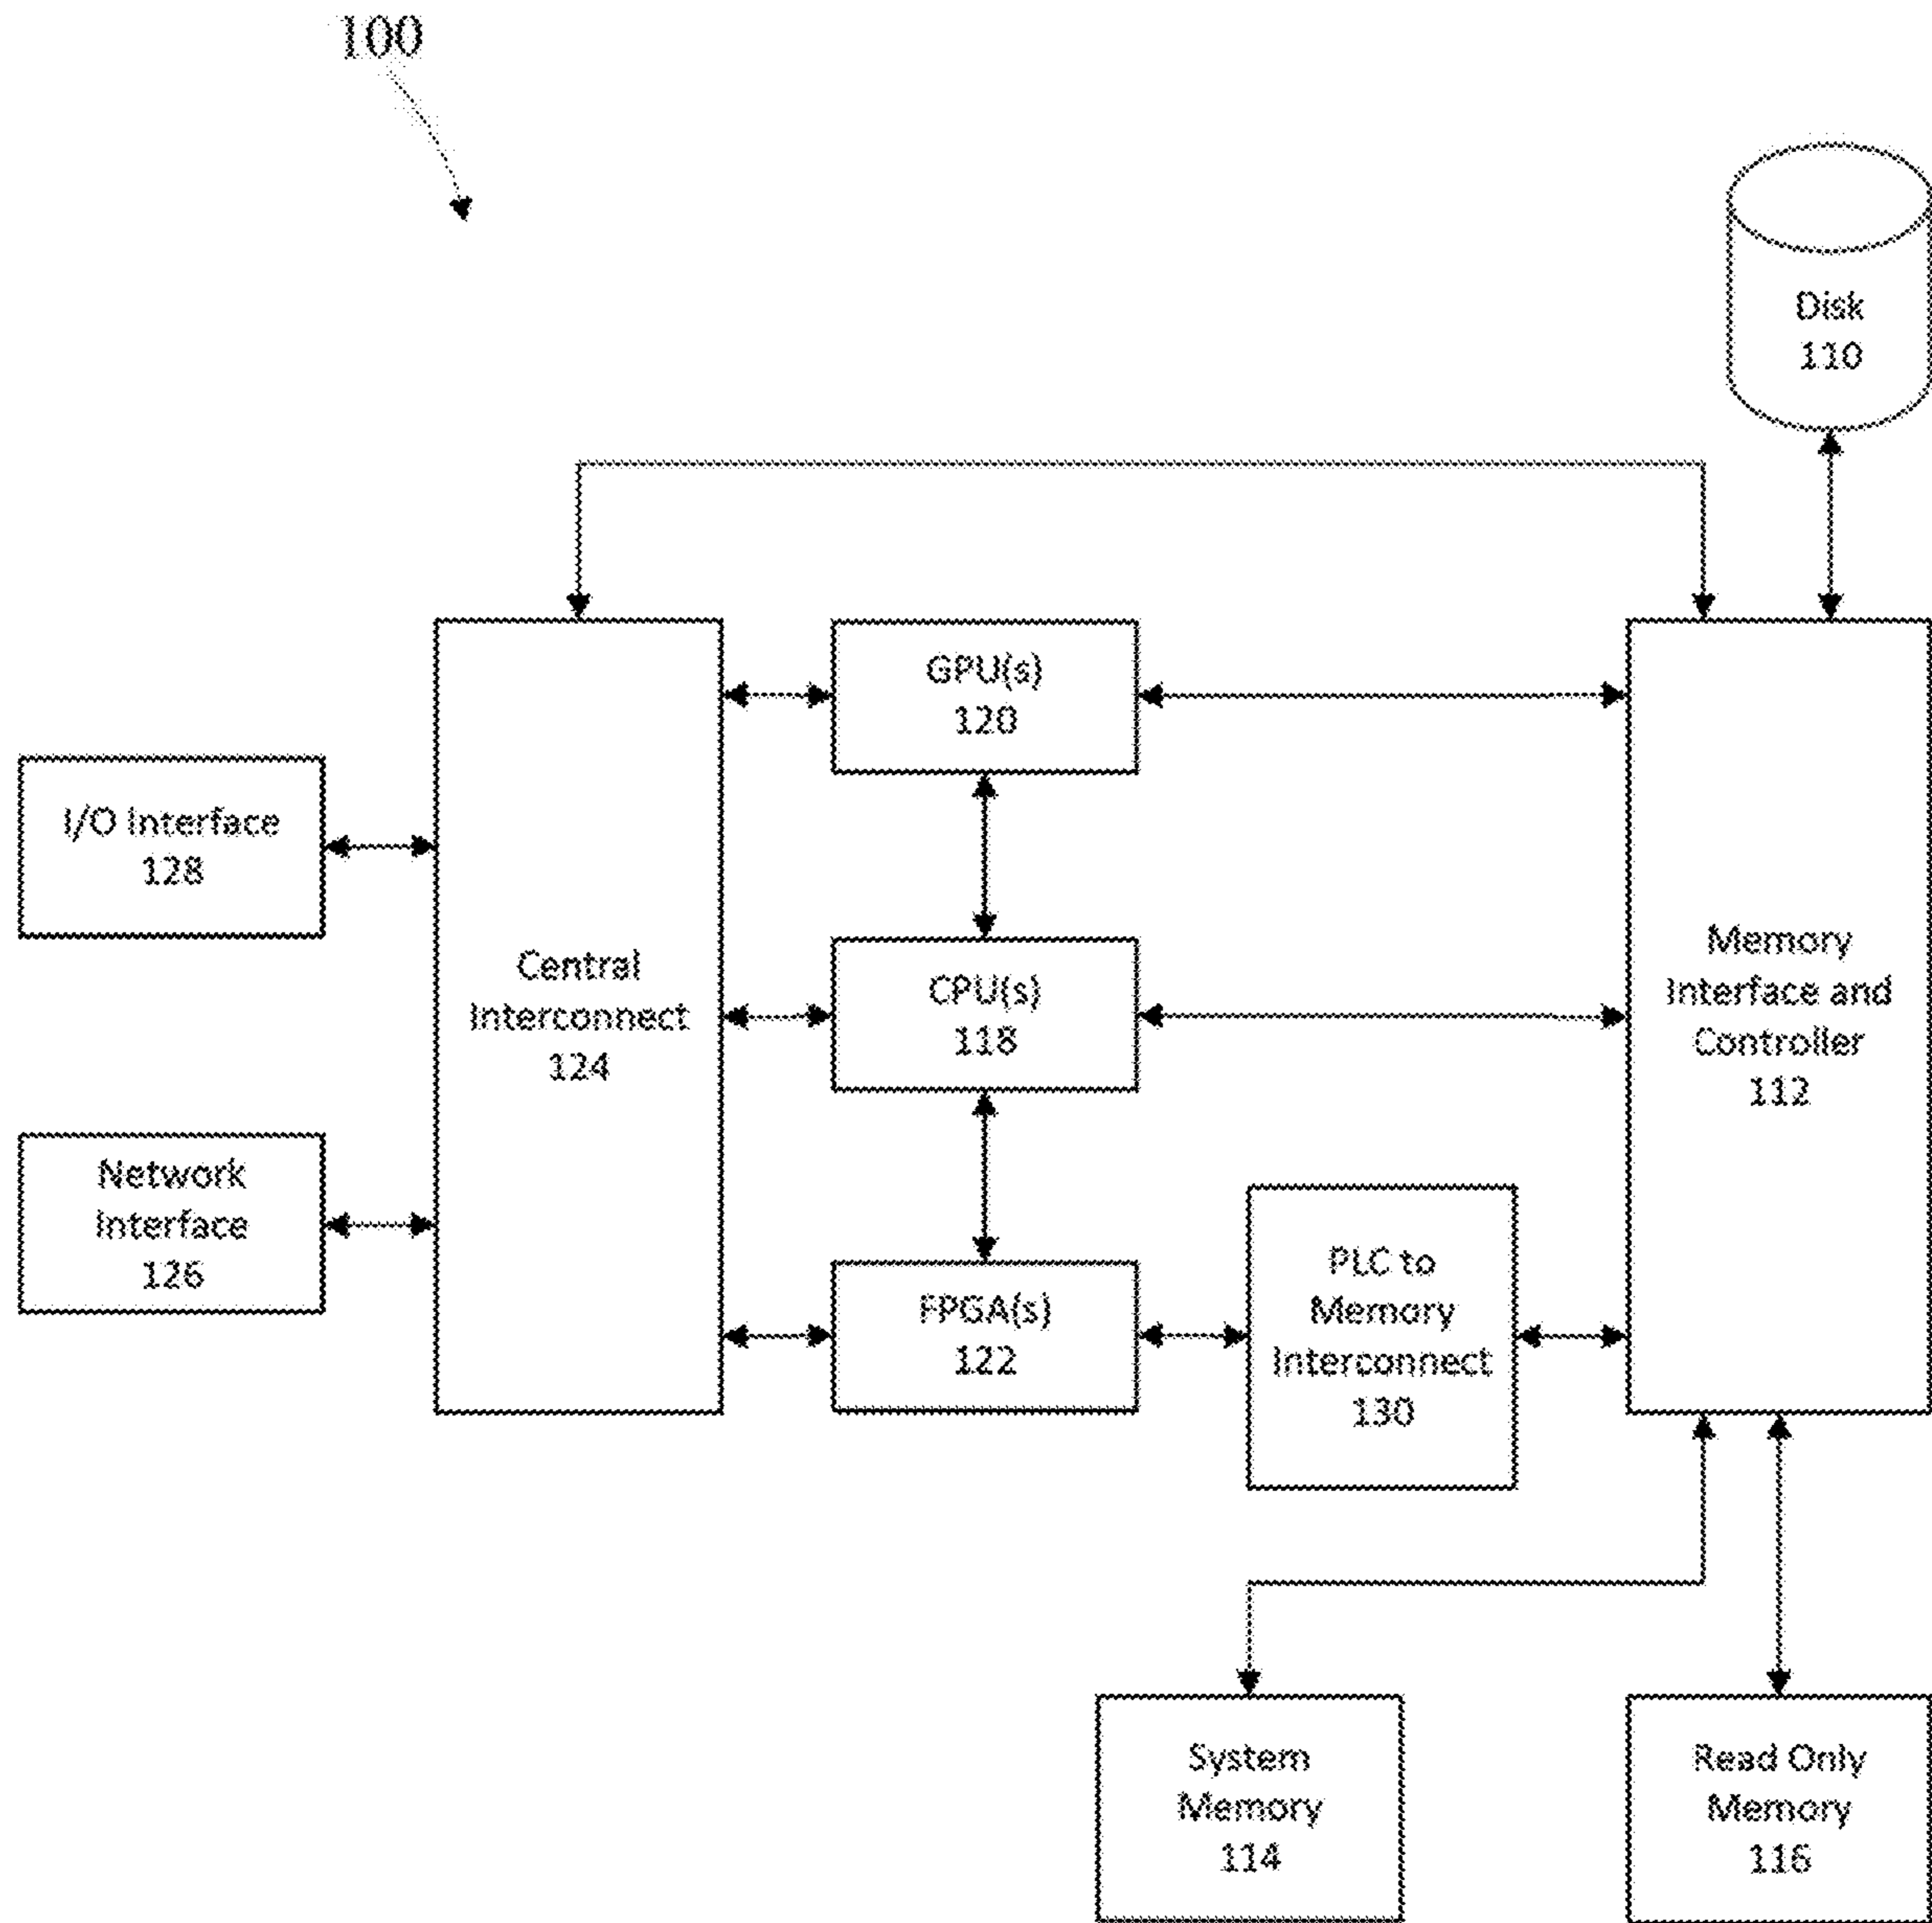 100
Disk
110
GPU(s)
120
I/O Interface
128
Central
Interconnect
124
CPU(s)
118
Memory
Interface and
Controller
112
Network
Interface
126
FPGA(s)
122
PLC to
Memory
Interconnect
130
System
Memory
114
Read Only
Memory
116